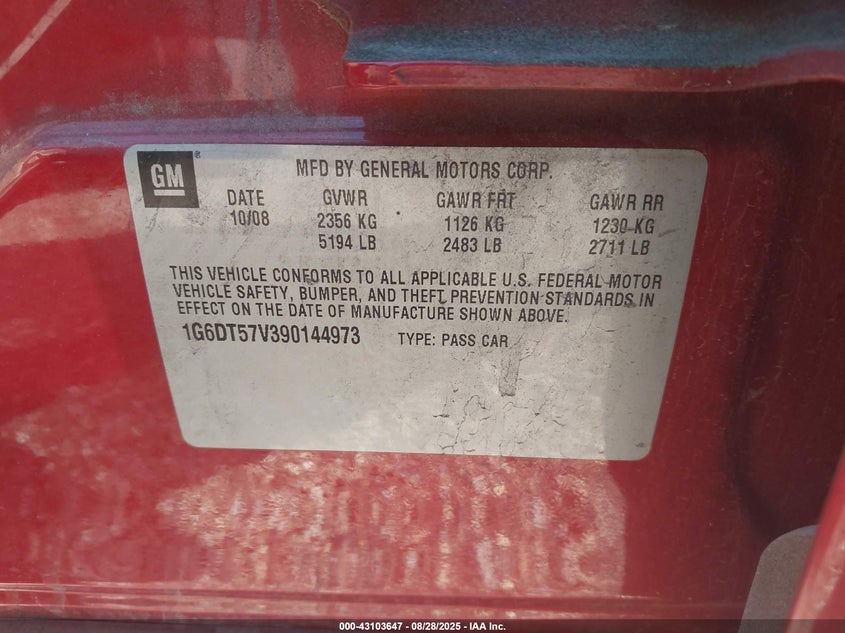 GM ® MFD BY GENERAL MOTORS CORP.
DATE GVWR GAWR FRT GAWR RR
10/08 2356 KG 1126 KG 1230 KG
5194 LB 2483 LB 2711 LB
THIS VEHICLE CONFORMS TO ALL APPLICABLE U.S. FEDERAL MOTOR
VEHICLE SAFETY, BUMPER, AND THEFT PREVENTION STANDARDS IN
EFFECT ON THE DATE OF MANUFACTURE SHOWN ABOVE.
1G6DT57V390144973 TYPE: PASS CAR
000-43103647 - 08/28/2025 - IAA Inc.